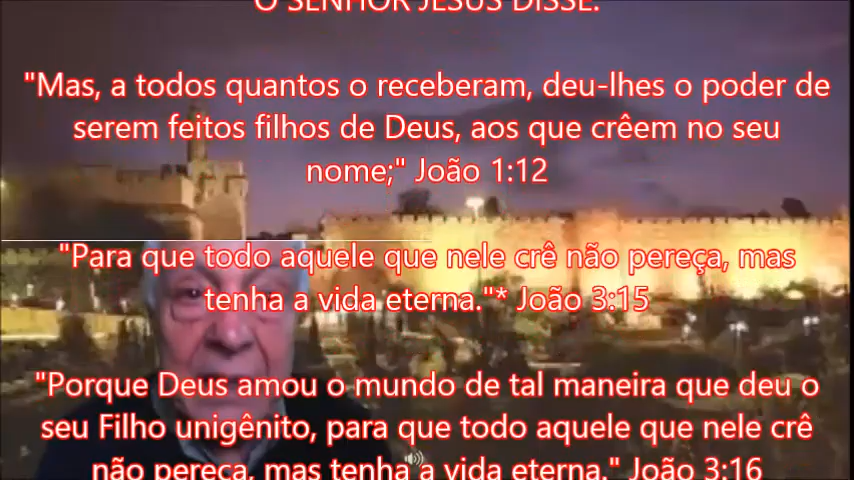 O SENHOR JESUS DISSE:
"Mas, a todos quantos o receberam, deu-lhes o poder de
serem feitos filhos de Deus, aos que crêem no seu
nome;" João 1:12
"Para que todo aquele que nele crê não pereça, mas
tenha a vida eterna."* João 3:15
"Porque Deus amou o mundo de tal maneira que deu o
seu Filho unigênito, para que todo aquele que nele crê
não pereça, mas tenha a vida eterna." João 3:16